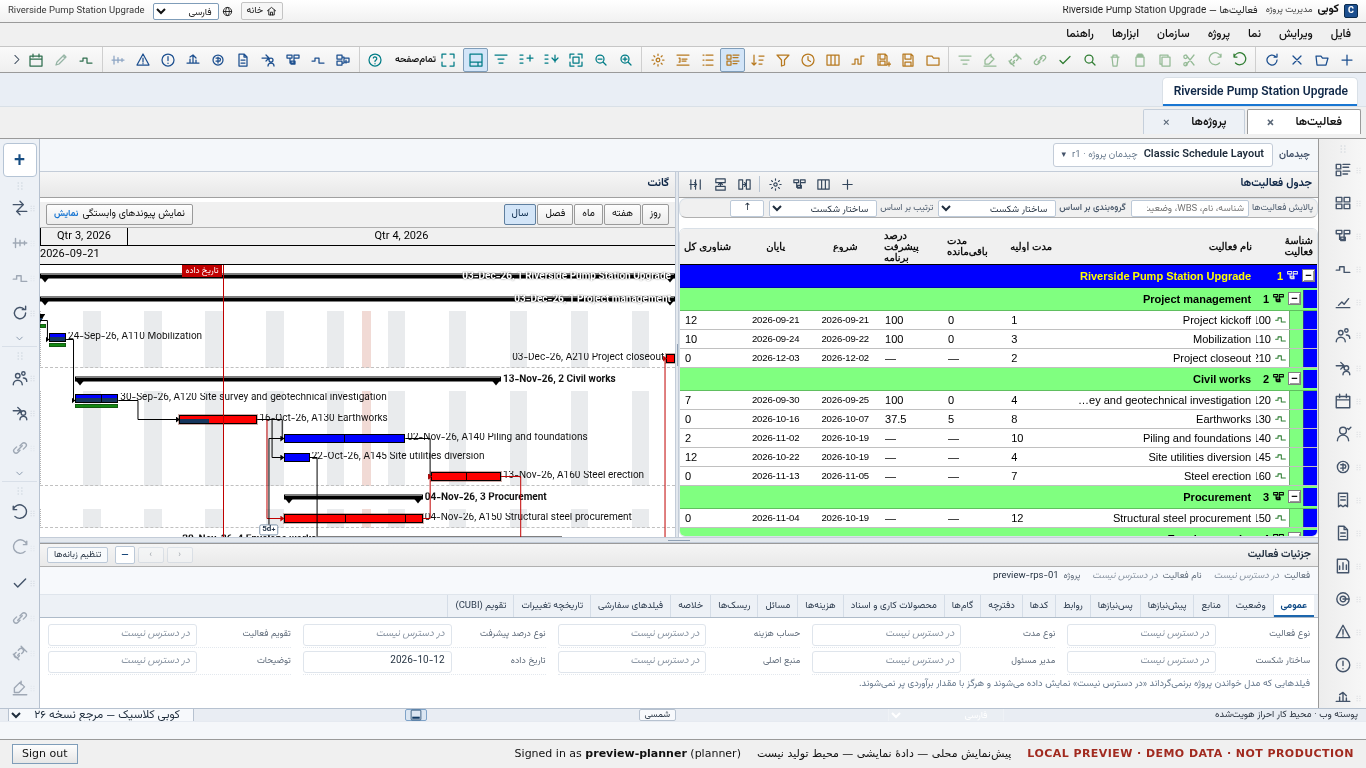 کوبی مدیریت پروژه فعالیت‌ها — Riverside Pump Station Upgrade
خانه
فارسی
Riverside Pump Station Upgrade
فایل ویرایش نما پروژه سازمان ابزارها راهنما
تمام‌صفحه
Riverside Pump Station Upgrade
فعالیت‌ها ×
پروژه‌ها ×
چیدمان Classic Schedule Layout چیدمان پروژه · r1
جدول فعالیت‌ها
پالایش فعالیت‌ها شناسه، نام، WBS، وضعید گروه‌بندی بر اساس ساختار شکست ترتیب بر اساس ساختار شکست ↑
شناسهٔ فعالیت نام فعالیت مدت اولیه مدت باقی‌مانده درصد پیشرفت برنامه شروع پایان شناوری کل
1 Riverside Pump Station Upgrade
1 Project management
100 Project kickoff 1 0 100 2026-09-21 2026-09-21 12
110 Mobilization 3 0 100 2026-09-22 2026-09-24 10
210 Project closeout 2 — — 2026-12-02 2026-12-03 0
2 Civil works
120 …ey and geotechnical investigation 4 0 100 2026-09-25 2026-09-30 7
130 Earthworks 8 5 37.5 2026-10-07 2026-10-16 0
140 Piling and foundations 10 — — 2026-10-19 2026-11-02 2
145 Site utilities diversion 4 — — 2026-10-19 2026-10-22 12
160 Steel erection 7 — — 2026-11-05 2026-11-13 0
3 Procurement
150 Structural steel procurement 12 — — 2026-10-19 2026-11-04 0
گانت
روز هفته ماه فصل سال
نمایش پیوندهای وابستگی نمایش
Qtr 3, 2026 Qtr 4, 2026
2026-09-21
تاریخ داده
03-Dec-26, 1 Riverside Pump Station Upgrade
03-Dec-26, 1 Project management
24-Sep-26, A110 Mobilization
03-Dec-26, A210 Project closeout
13-Nov-26, 2 Civil works
30-Sep-26, A120 Site survey and geotechnical investigation
16-Oct-26, A130 Earthworks
02-Nov-26, A140 Piling and foundations
22-Oct-26, A145 Site utilities diversion
13-Nov-26, A160 Steel erection
04-Nov-26, 3 Procurement
04-Nov-26, A150 Structural steel procurement
5d+
جزئیات فعالیت
تنظیم زبانه‌ها
فعالیت در دسترس نیست نام فعالیت در دسترس نیست پروژه preview-rps-01
عمومی وضعیت منابع پیش‌نیازها پس‌نیازها روابط کدها دفترچه گام‌ها محصولات کاری و اسناد هزینه‌ها مسائل ریسک‌ها خلاصه فیلدهای سفارشی تاریخچه تغییرات تقویم (CUBI)
نوع فعالیت در دسترس نیست نوع مدت در دسترس نیست حساب هزینه در دسترس نیست نوع درصد پیشرفت در دسترس نیست تقویم فعالیت در دسترس نیست
ساختار شکست در دسترس نیست مدیر مسئول در دسترس نیست منبع اصلی در دسترس نیست تاریخ داده 2026-10-12 توضیحات در دسترس نیست
فیلدهایی که مدل خواندن پروژه برنمی‌گرداند «در دسترس نیست» نمایش داده می‌شوند و هرگز با مقدار برآوردی پر نمی‌شوند.
پوسته وب · محیط کار احراز هویت‌شده
فارسی
شمسی
کوبی کلاسیک — مرجع نسخه ۲۶
LOCAL PREVIEW · DEMO DATA · NOT PRODUCTION
پیش‌نمایش محلی — دادهٔ نمایشی — محیط تولید نیست
Signed in as preview-planner (planner)
Sign out